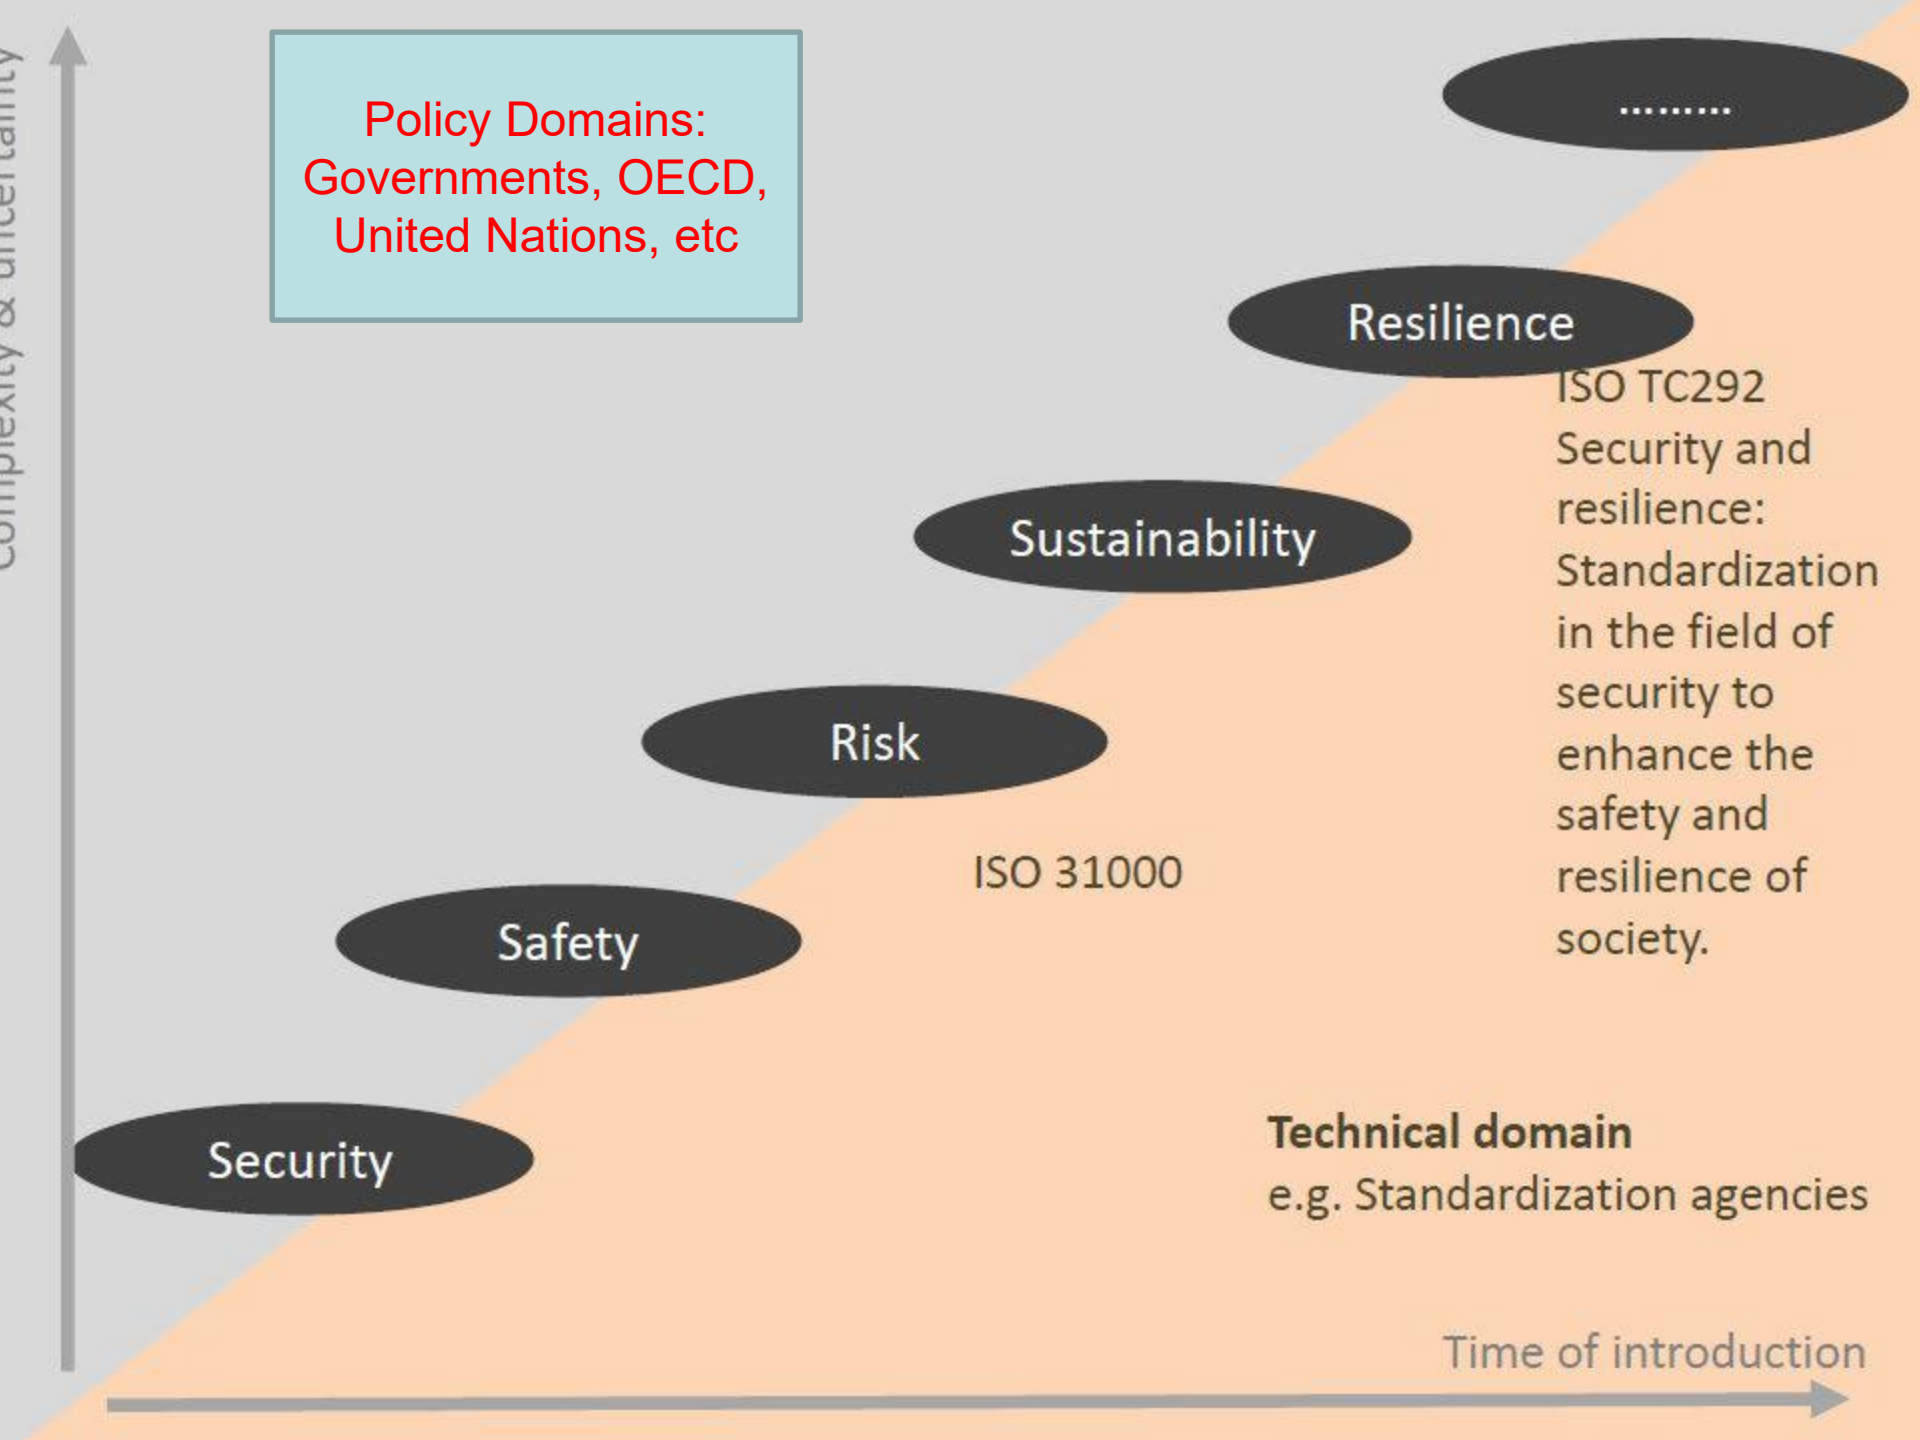 Complexity & uncertainty
Policy Domains:
Governments, OECD,
United Nations, etc
.........
Resilience
ISO TC292
Security and
resilience:
Standardization
in the field of
security to
enhance the
safety and
resilience of
society.
Sustainability
Risk
ISO 31000
Safety
Security
Technical domain
e.g. Standardization agencies
Time of introduction